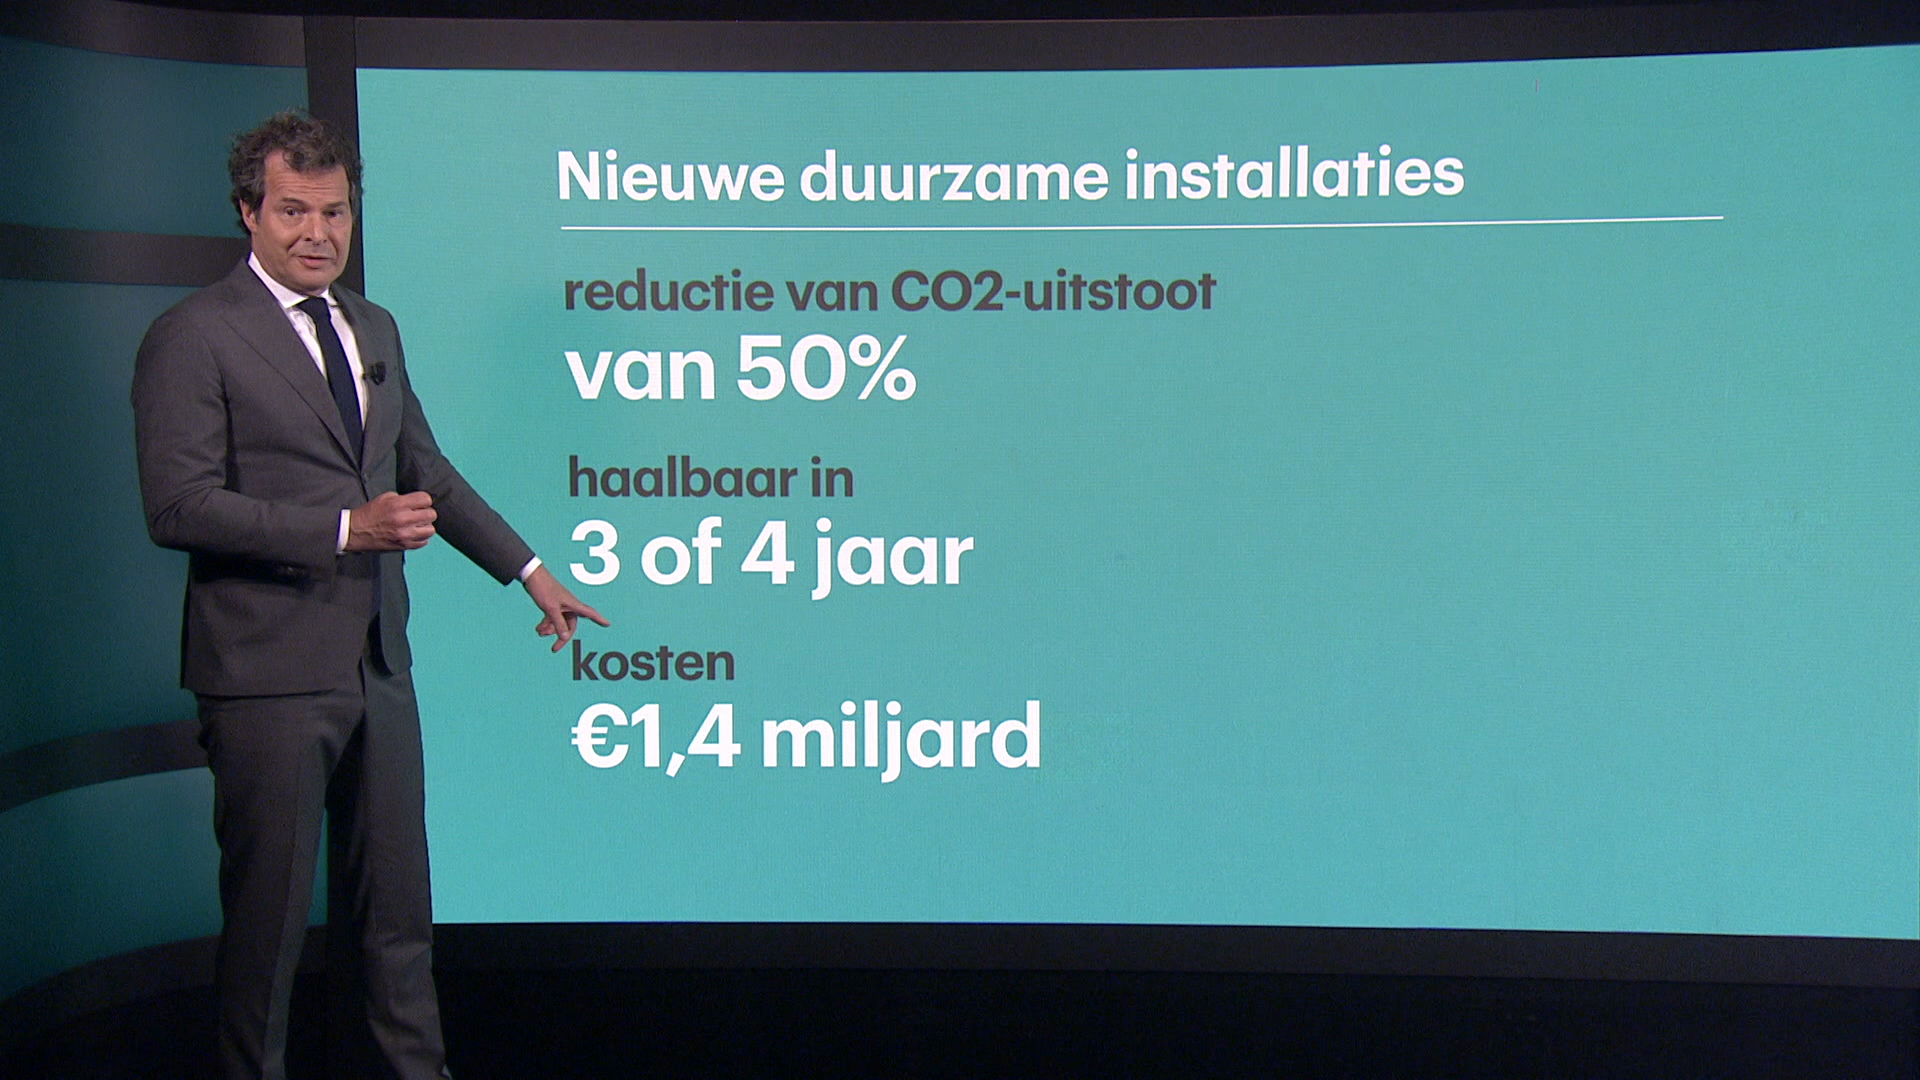 Nieuwe duurzame installaties
reductie van CO2-uitstoot
van 50%
haalbaar in
3 of 4 jaar
kosten
€1,4 miljard